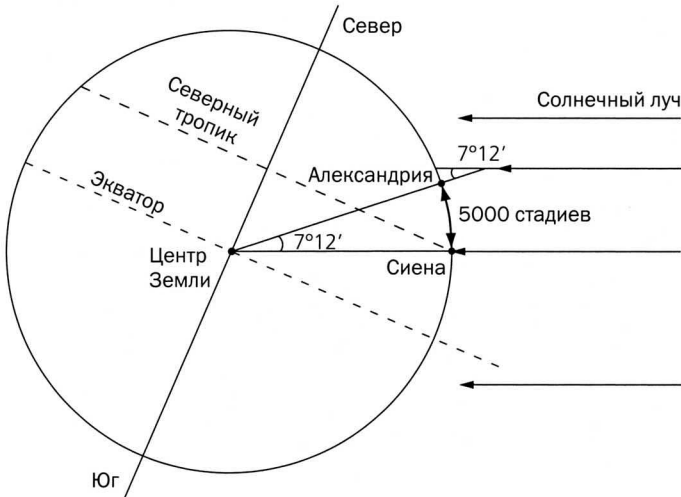 Север
Северный
тропик
Солнечный луч
7°12′
Александрия
Экватор
5000 стадиев
7°12′
Центр
Земли
Сиена
Юг